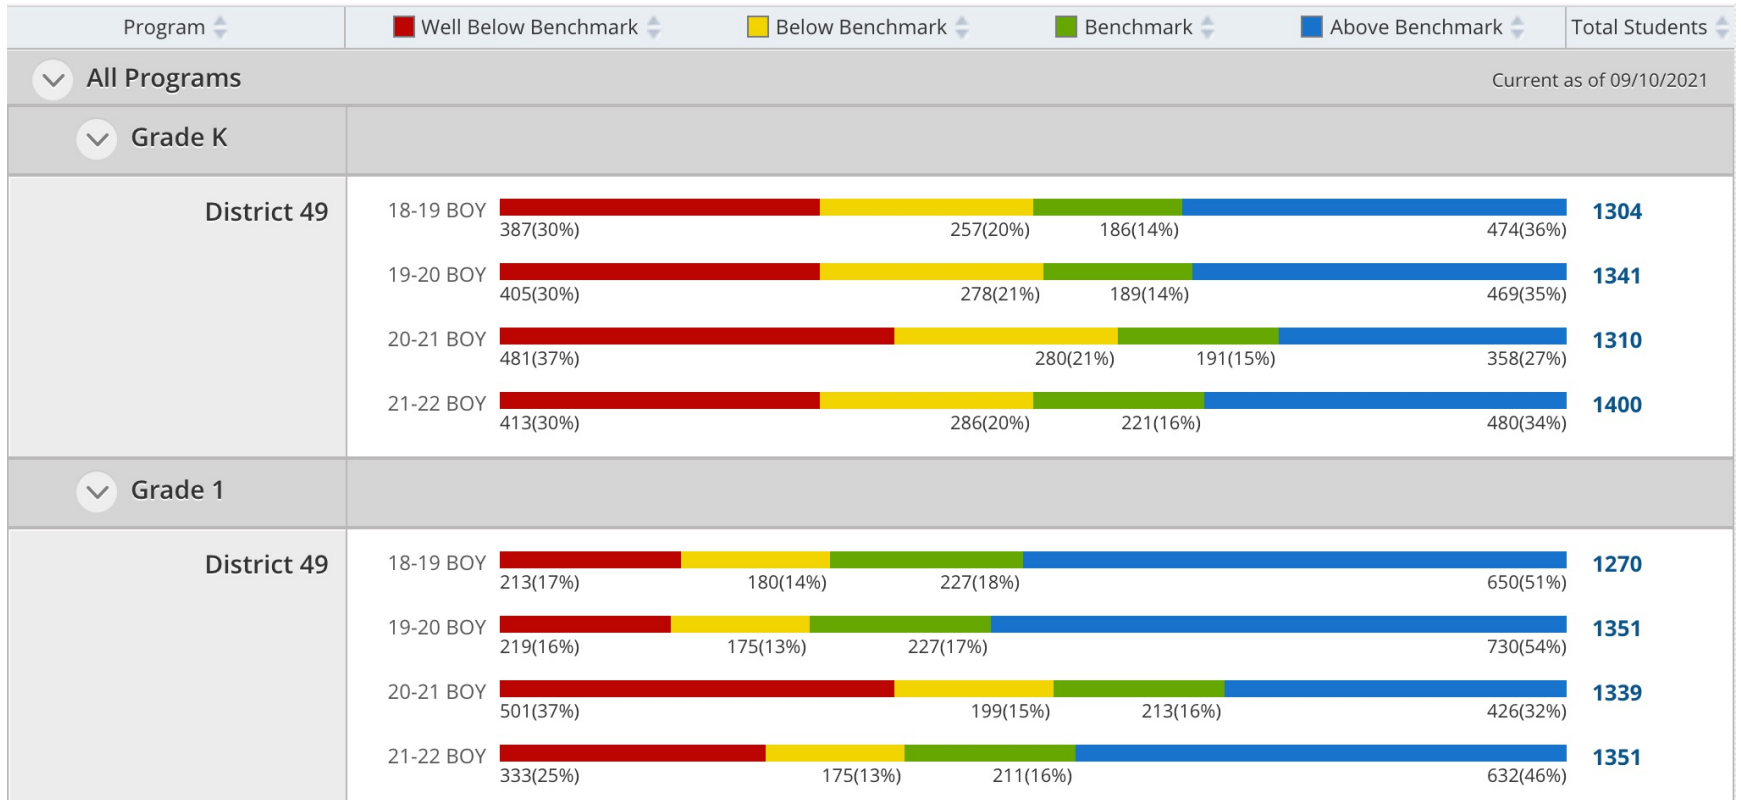 Program Well Below Benchmark Below Benchmark Benchmark Above Benchmark Total Students
All Programs Current as of 09/10/2021
Grade K
District 49 18-19 BOY 1304
387(30%) 257(20%) 186(14%) 474(36%)
19-20 BOY 1341
405(30%) 278(21%) 189(14%) 469(35%)
20-21 BOY 1310
481(37%) 280(21%) 191(15%) 358(27%)
21-22 BOY 1400
413(30%) 286(20%) 221(16%) 480(34%)
Grade 1
District 49 18-19 BOY 1270
213(17%) 180(14%) 227(18%) 650(51%)
19-20 BOY 1351
219(16%) 175(13%) 227(17%) 730(54%)
20-21 BOY 1339
501(37%) 199(15%) 213(16%) 426(32%)
21-22 BOY 1351
333(25%) 175(13%) 211(16%) 632(46%)